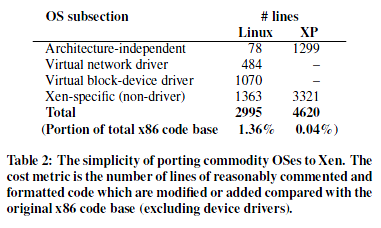 OS subsection # lines
Linux XP
Architecture-independent 78 1299
Virtual network driver 484 –
Virtual block-device driver 1070 –
Xen-specific (non-driver) 1363 3321
Total 2995 4620
(Portion of total x86 code base 1.36% 0.04%)
Table 2: The simplicity of porting commodity OSes to Xen. The
cost metric is the number of lines of reasonably commented and
formatted code which are modified or added compared with the
original x86 code base (excluding device drivers).